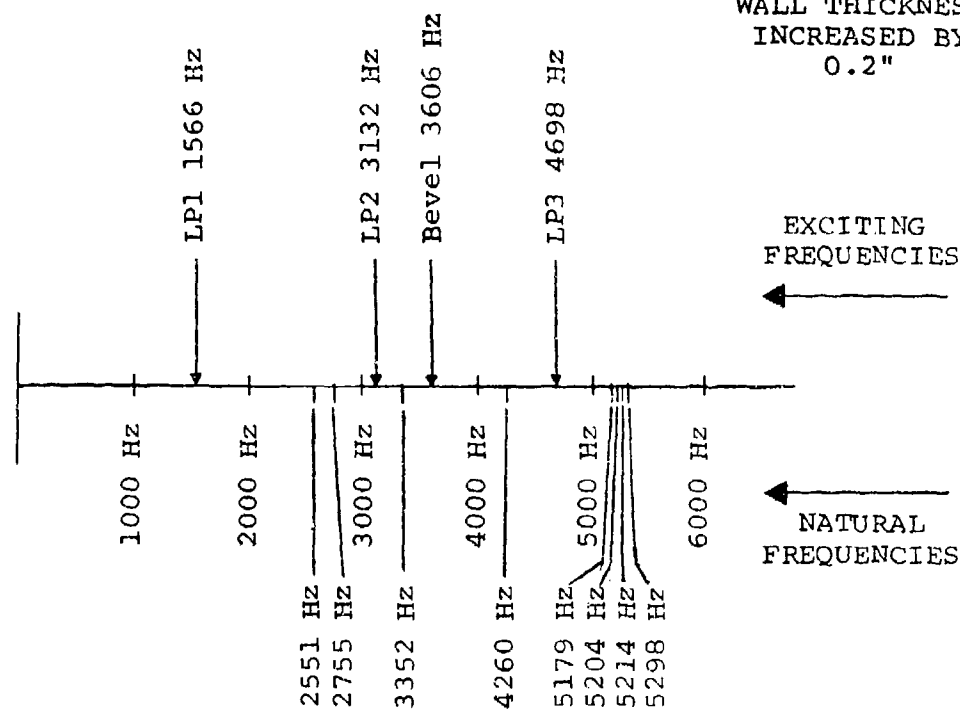 WALL THICKNES
INCREASED BY
0.2"
LP1 1566 Hz
LP2 3132 Hz
Bevel 3606 Hz
LP3 4698 Hz
EXCITING
FREQUENCIES
1000 Hz
2000 Hz
3000 Hz
4000 Hz
5000 Hz
6000 Hz
NATURAL
FREQUENCIES
2551 Hz
2755 Hz
3352 Hz
4260 Hz
5179 Hz
5204 Hz
5214 Hz
5298 Hz